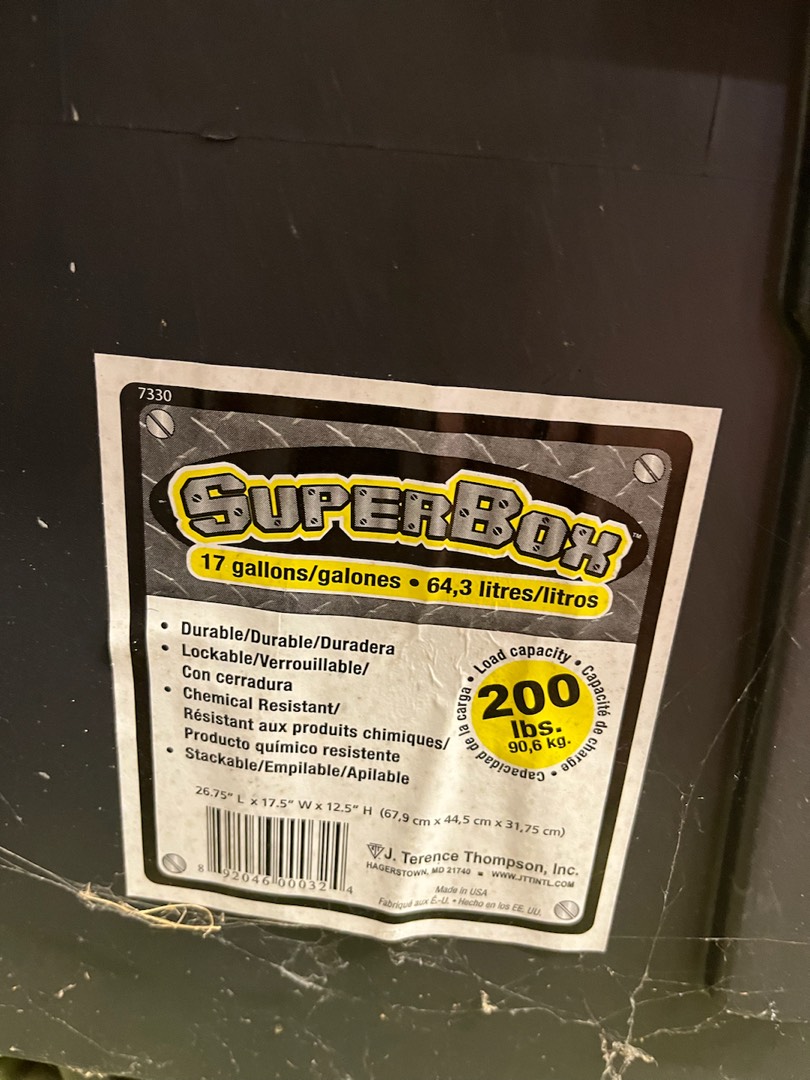 7330
SUPERBOX™
17 gallons/galones • 64,3 litres/litros
• Durable/Durable/Duradera
• Lockable/Verrouillable/
Con cerradura
• Chemical Resistant/
Résistant aux produits chimiques/
Producto químico resistente
• Stackable/Empilable/Apilable
Load capacity • Capacité de charge • Capacidad de la carga •
200
lbs.
90,6 kg.
26.75" L x 17.5" W x 12.5" H (67,9 cm x 44,5 cm x 31,75 cm)
8 92046 00032 4
JTT J. Terence Thompson, Inc.
HAGERSTOWN, MD 21740 ▪ WWW.JTTINTL.COM
Made in USA
Fabriqué aux É.-U. • Hecho en los EE. UU.